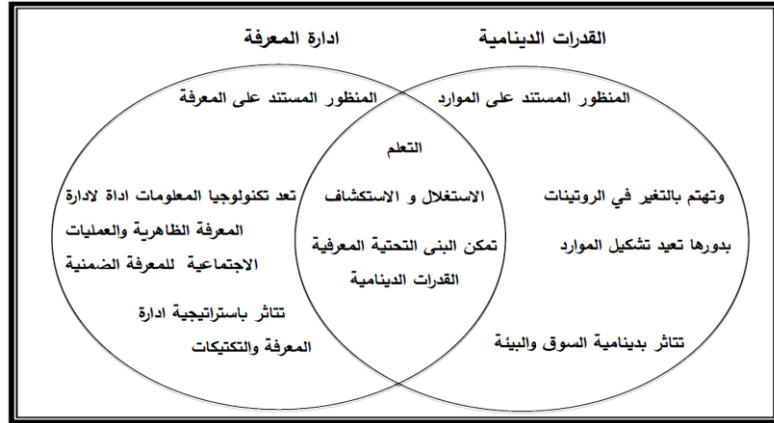 القدرات الدينامية
ادارة المعرفة
المنظور المستند على الموارد
وتهتم بالتغير في الروتينات
بدورها تعيد تشكيل الموارد
تتاثر بدينامية السوق والبيئة
التعلم
الاستغلال و الاستكشاف
تمكن البنى التحتية المعرفية
القدرات الدينامية
المنظور المستند على المعرفة
تعد تكنولوجيا المعلومات اداة لادارة
المعرفة الظاهرية والعمليات
الاجتماعية للمعرفة الضمنية
تتاثر باستراتيجية ادارة
المعرفة والتكتيكات